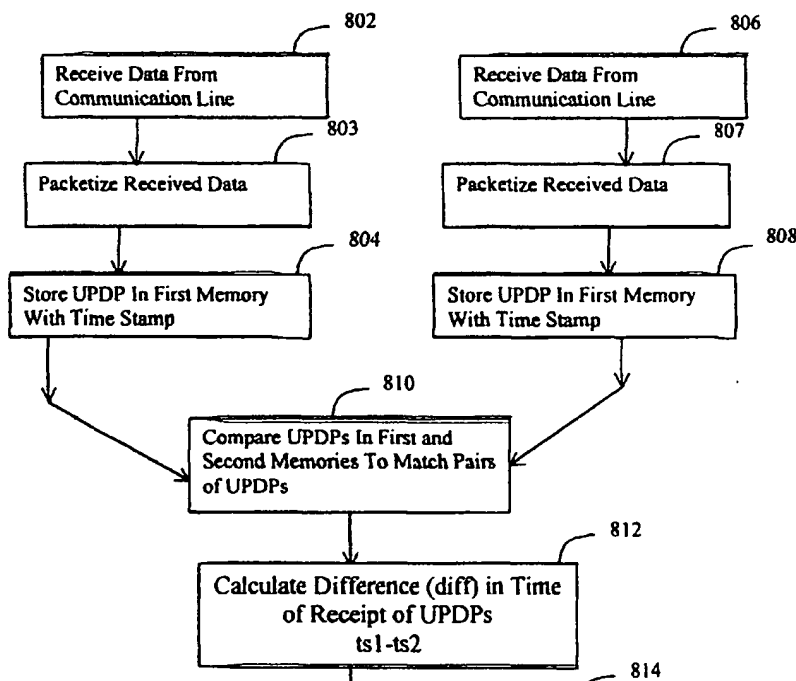 802
806
Receive Data From
Communication Line
Receive Data From
Communication Line
803
807
Packetize Received Data
Packetize Received Data
804
808
Store UPDP In First Memory
With Time Stamp
Store UPDP In First Memory
With Time Stamp
810
Compare UPDPs In First and
Second Memories To Match Pairs
of UPDPs
812
Calculate Difference (diff) in Time
of Receipt of UPDPs
ts1-ts2
814